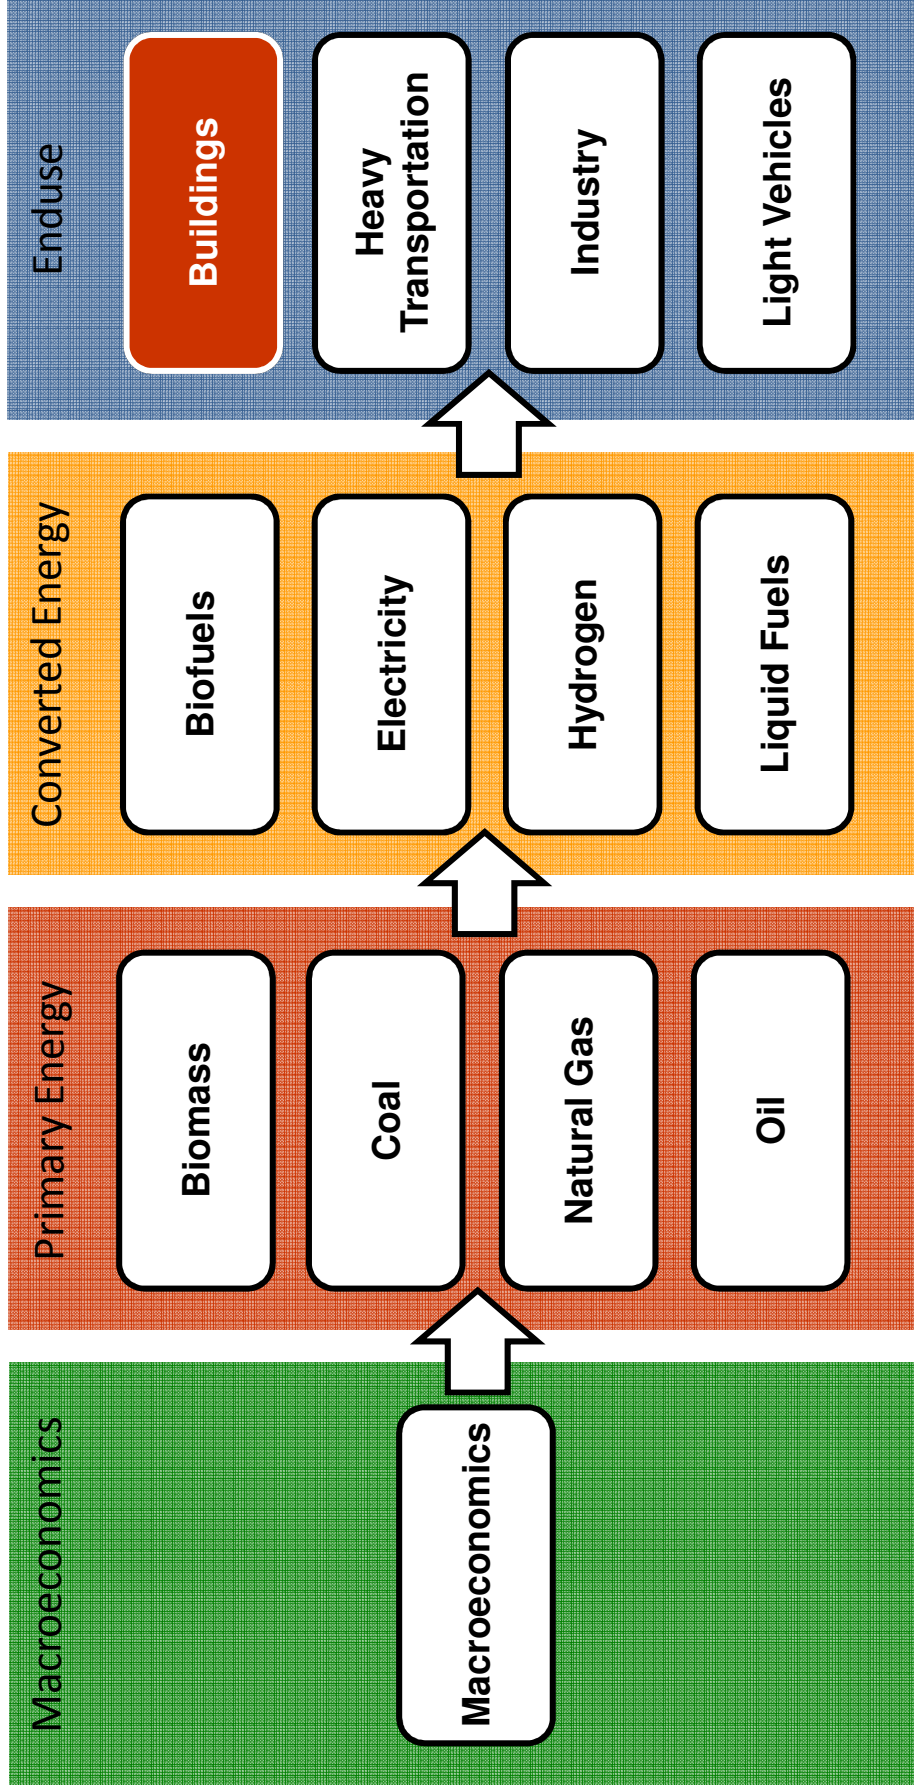 Macroeconomics
Macroeconomics
Primary Energy
Biomass
Coal
Natural Gas
Oil
Converted Energy
Biofuels
Electricity
Hydrogen
Liquid Fuels
Enduse
Buildings
Heavy
Transportation
Industry
Light Vehicles